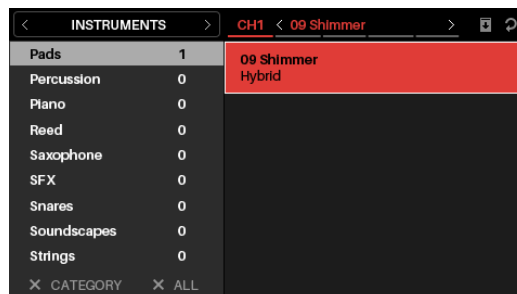 INSTRUMENTS
Pads 1
Percussion 0
Piano 0
Reed 0
Saxophone 0
SFX 0
Snares 0
Soundscapes 0
Strings 0
× CATEGORY × ALL
CH1 < 09 Shimmer >
09 Shimmer
Hybrid